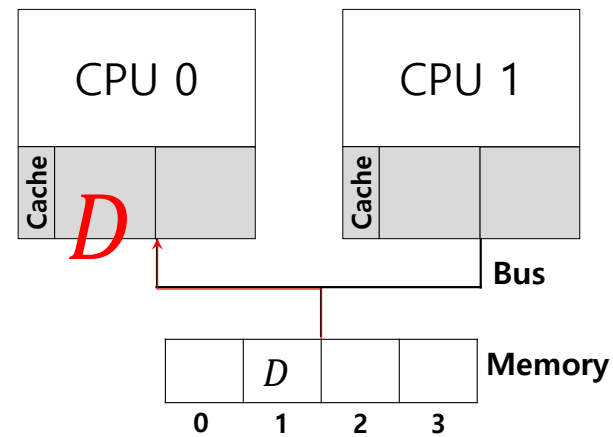 CPU 0
CPU 1
Cache
D
Cache
Bus
D
Memory
0 1 2 3